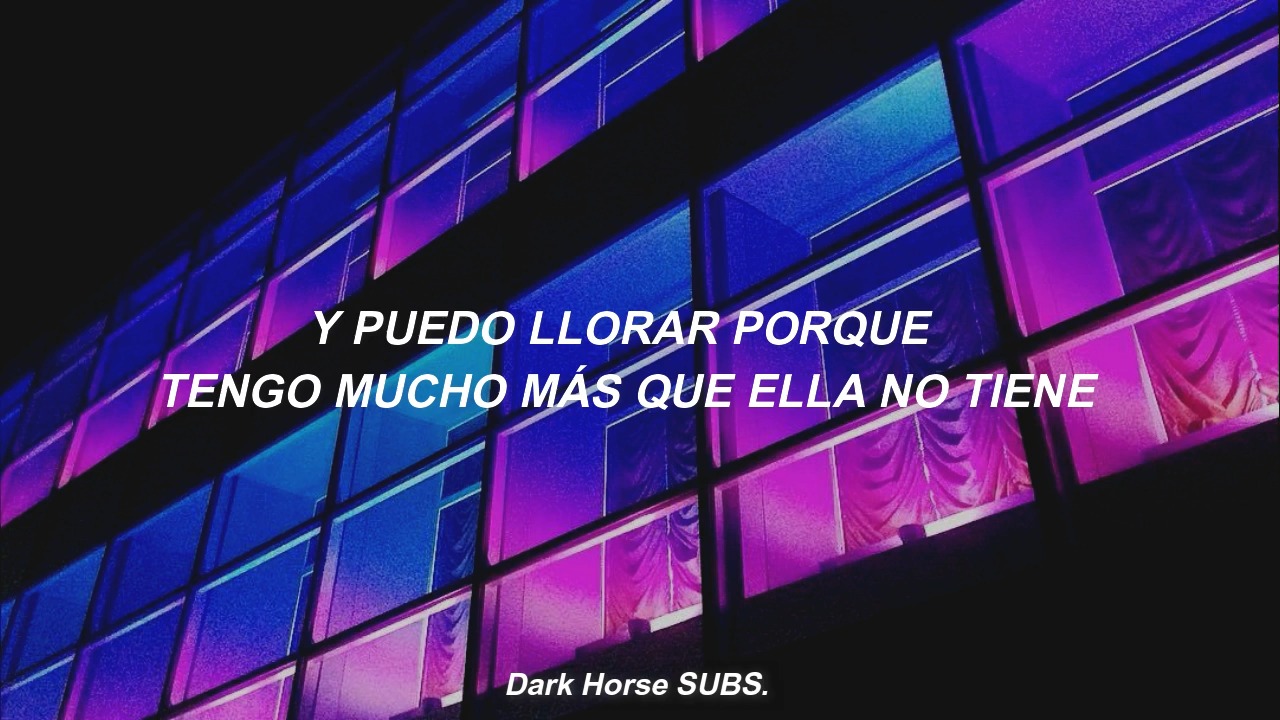 Y PUEDO LLORAR PORQUE
TENGO MUCHO MÁS QUE ELLA NO TIENE
Dark Horse SUBS.